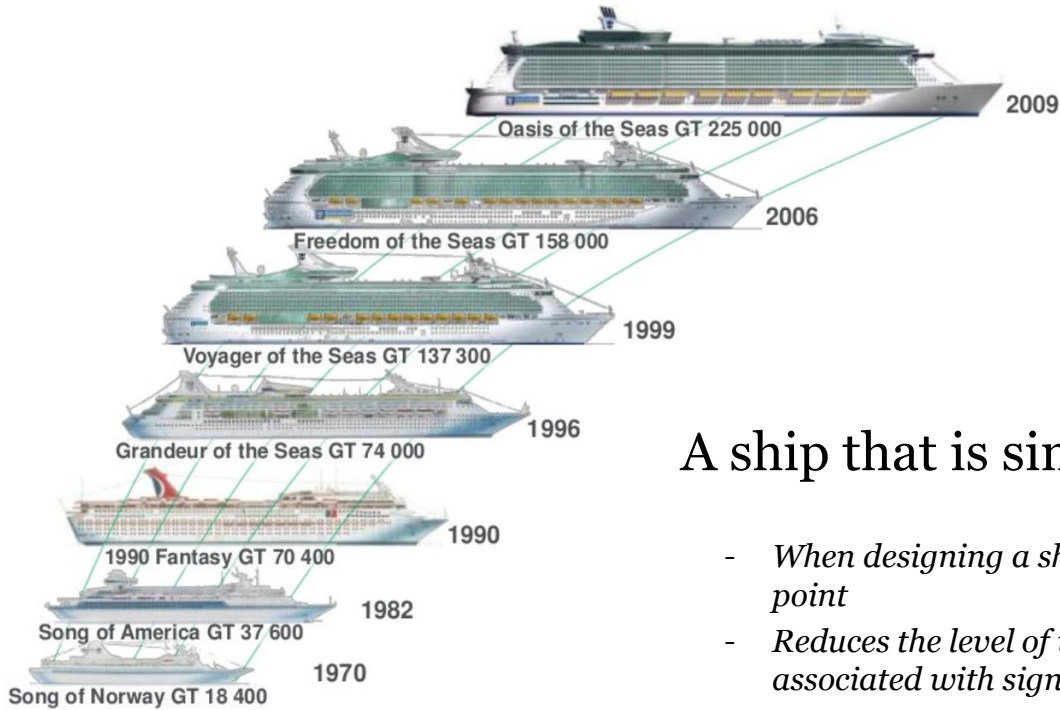 2009
Oasis of the Seas GT 225 000
2006
Freedom of the Seas GT 158 000
1999
Voyager of the Seas GT 137 300
1996
Grandeur of the Seas GT 74 000
1990
1990 Fantasy GT 70 400
1982
Song of America GT 37 600
1970
Song of Norway GT 18 400
A ship that is
- When designing a
point
- Reduces the level of
associated with